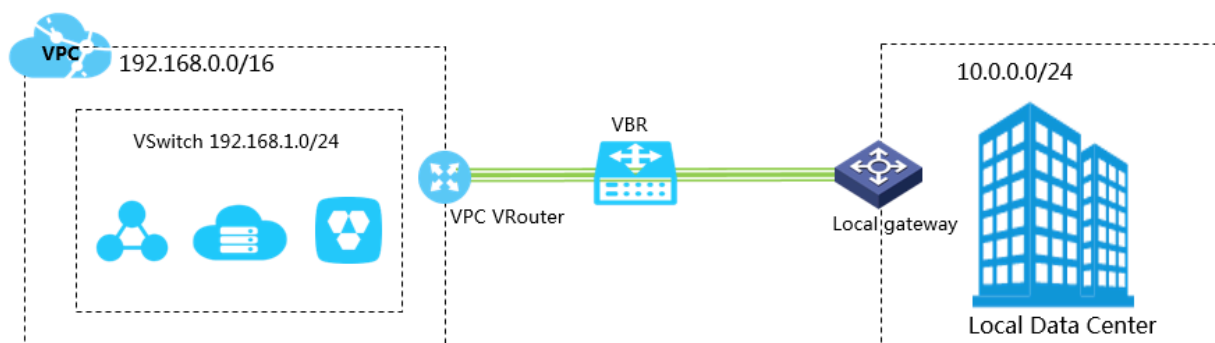 VPC
192.168.0.0/16
VSwitch 192.168.1.0/24
VPC VRouter
VBR
Local gateway
10.0.0.0/24
Local Data Center